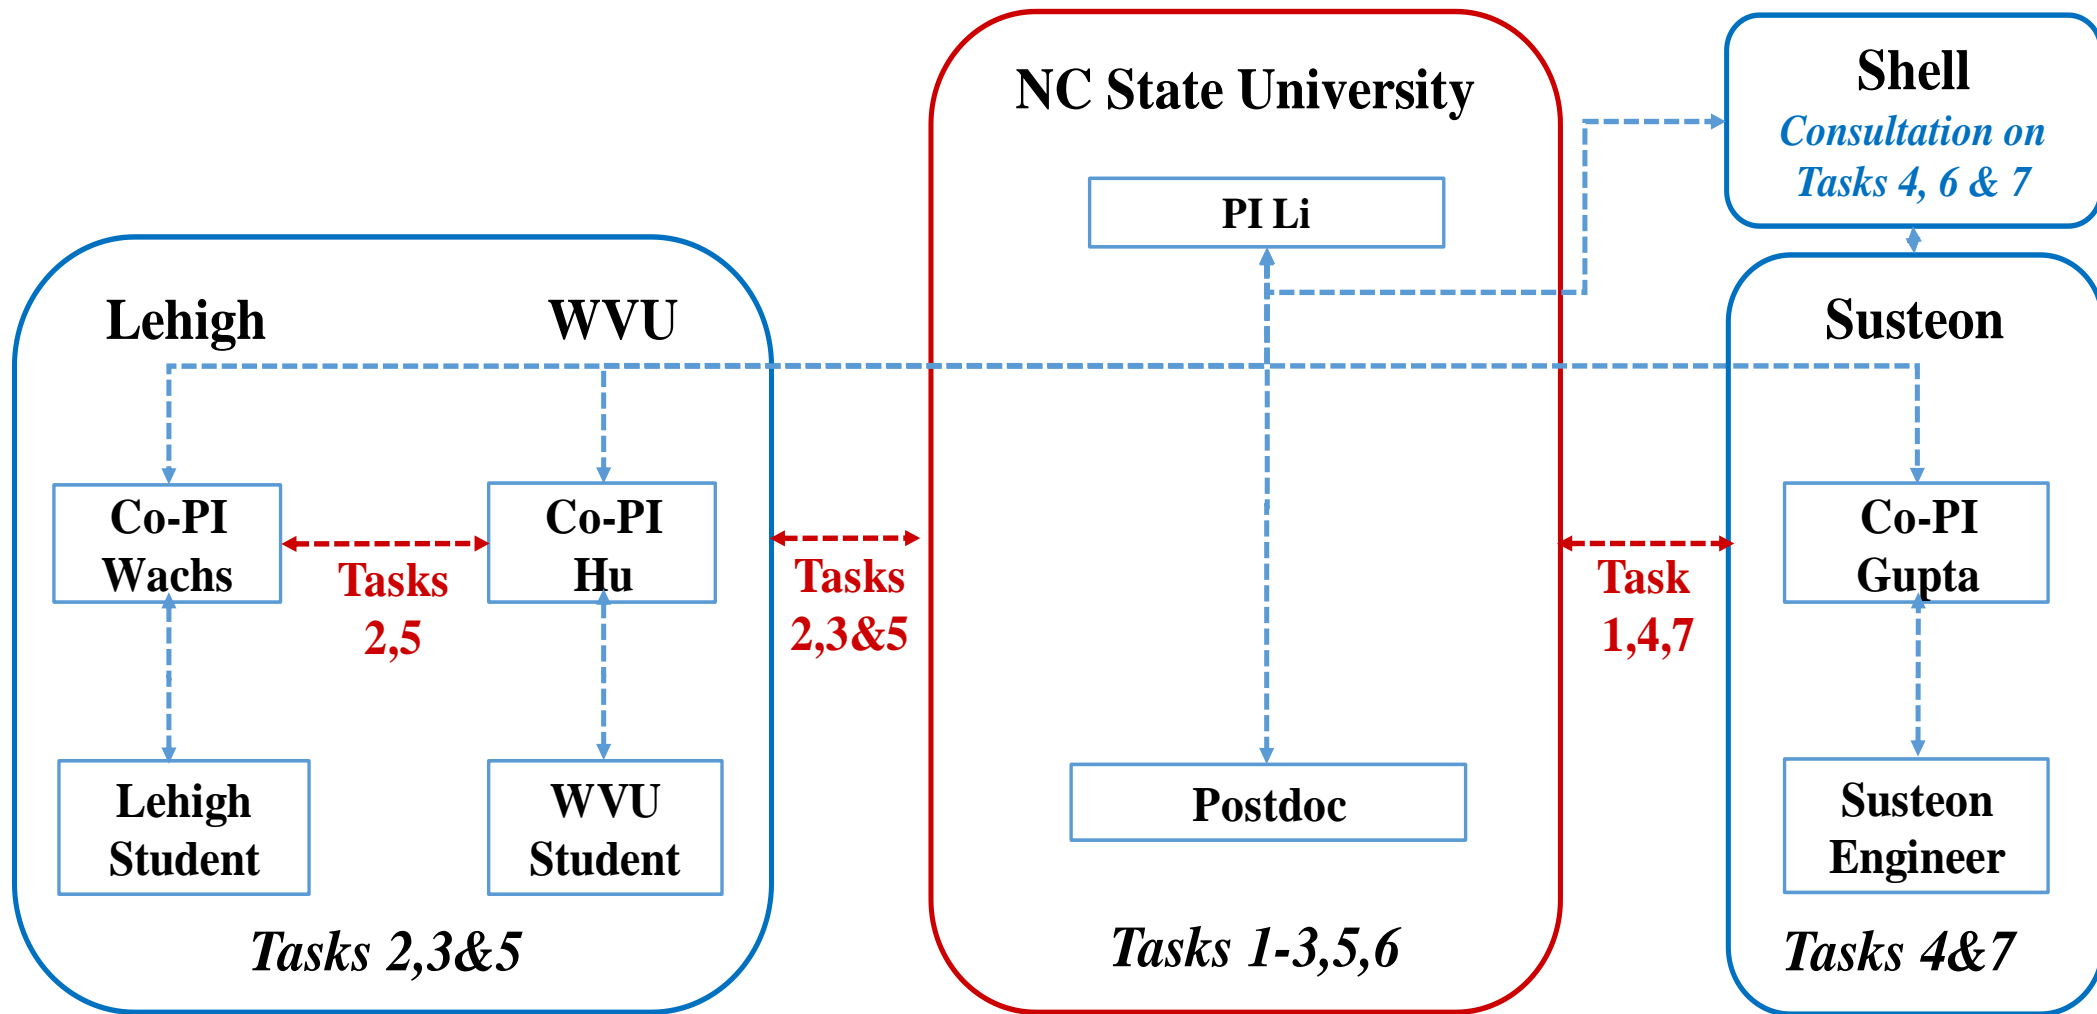 NC State University
Shell
Consultation on
Tasks 4, 6 & 7
PI Li
Lehigh
WVU
Susteon
Co-PI
Wachs
Tasks
2,5
Co-PI
Hu
Tasks
2,3&5
Task
1,4,7
Co-PI
Gupta
Lehigh
Student
WVU
Student
Postdoc
Susteon
Engineer
Tasks 2,3&5
Tasks 1-3,5,6
Tasks 4&7